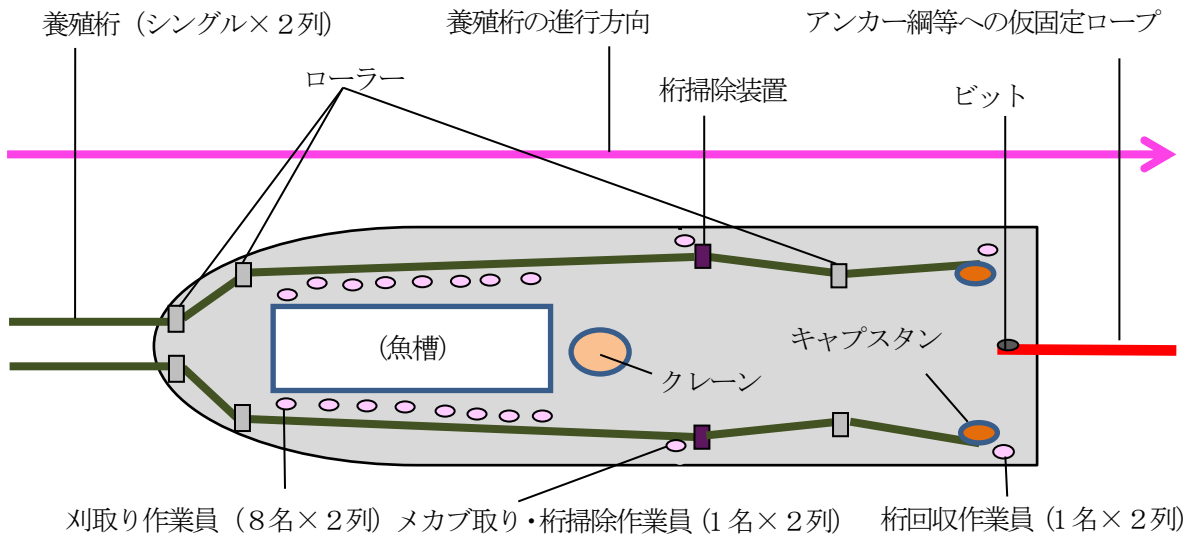 養殖桁（シングル×２列）
養殖桁の進行方向
アンカー綱等への仮固定ロープ
ローラー
桁掃除装置
ビット
(魚槽)
キャプスタン
クレーン
刈取り作業員（８名×２列）
メカブ取り・桁掃除作業員（１名×２列）
桁回収作業員（１名×２列）